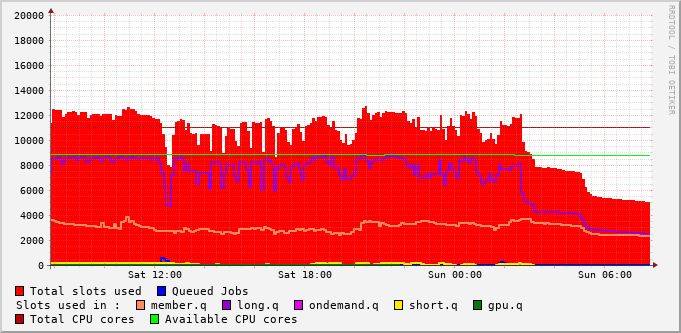 RRDTOOL / TOBI OETIKER
20000
18000
16000
14000
12000
10000
8000
6000
4000
2000
0
Sat 12:00 Sat 18:00 Sun 00:00 Sun 06:00
Total slots used Queued Jobs
Slots used in : member.q long.q ondemand.q short.q gpu.q
Total CPU cores Available CPU cores